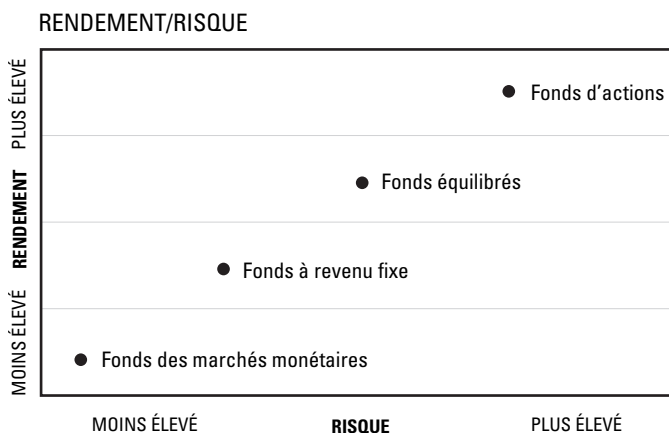 RENDEMENT/RISQUE
PLUS ÉLEVÉ
Fonds d’actions
Fonds équilibrés
RENDEMENT
Fonds à revenu fixe
MOINS ÉLEVÉ
Fonds des marchés monétaires
MOINS ÉLEVÉ
RISQUE
PLUS ÉLEVÉ